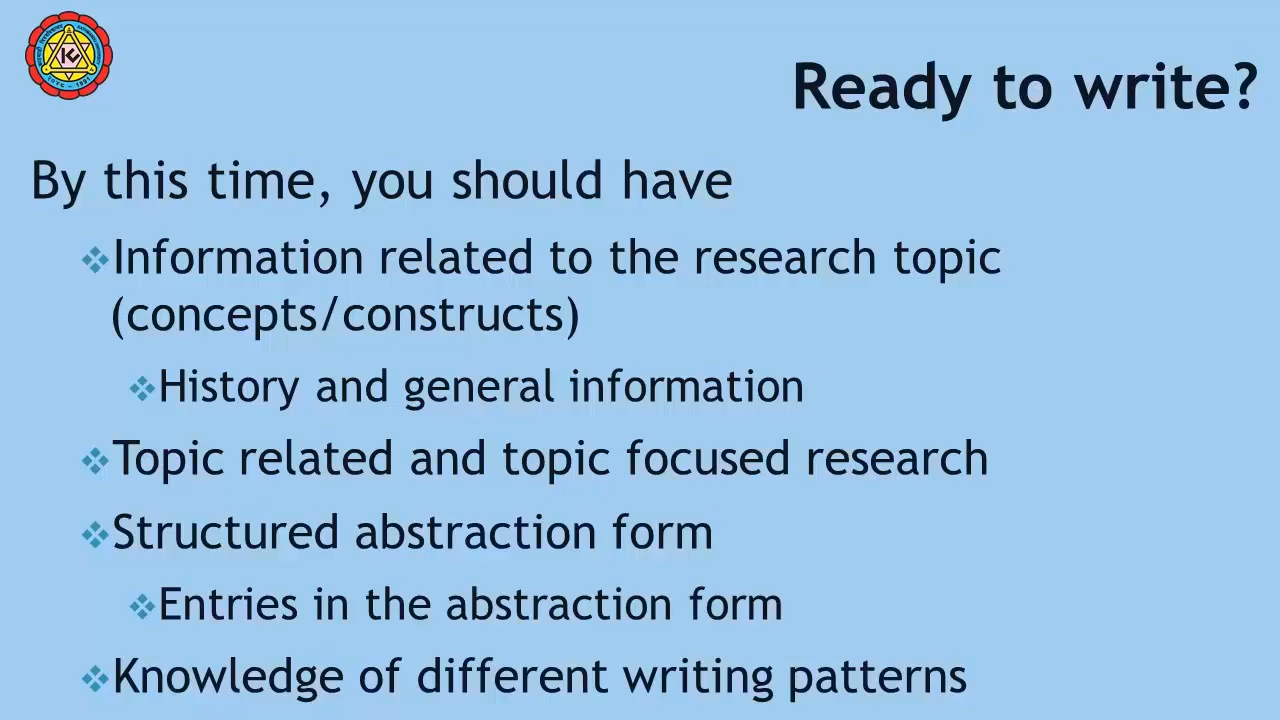 Ready to write?
By this time, you should have
Information related to the research topic
(concepts/constructs)
History and general information
Topic related and topic focused research
Structured abstraction form
Entries in the abstraction form
Knowledge of different writing patterns